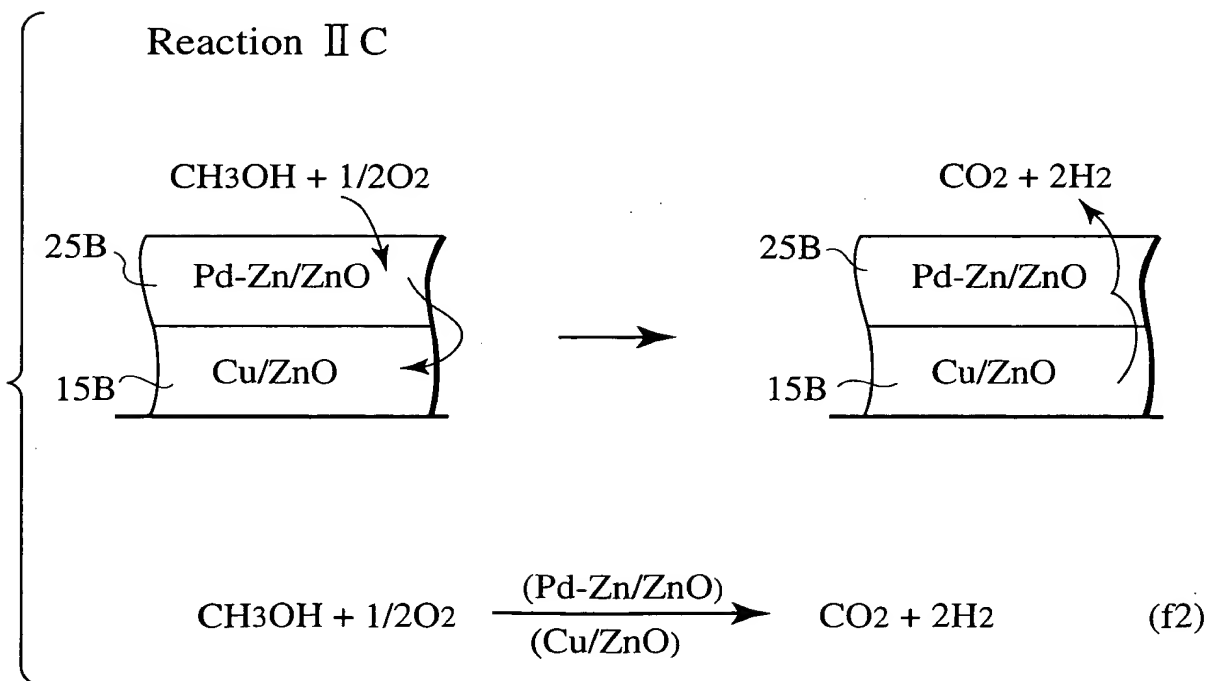 Reaction Ⅱ C
CH3OH + 1/2O2
CO2 + 2H2
25B
Pd-Zn/ZnO
25B
Pd-Zn/ZnO
15B
Cu/ZnO
15B
Cu/ZnO
CH3OH + 1/2O2 (Pd-Zn/ZnO) CO2 + 2H2 (f2)
(Cu/ZnO)